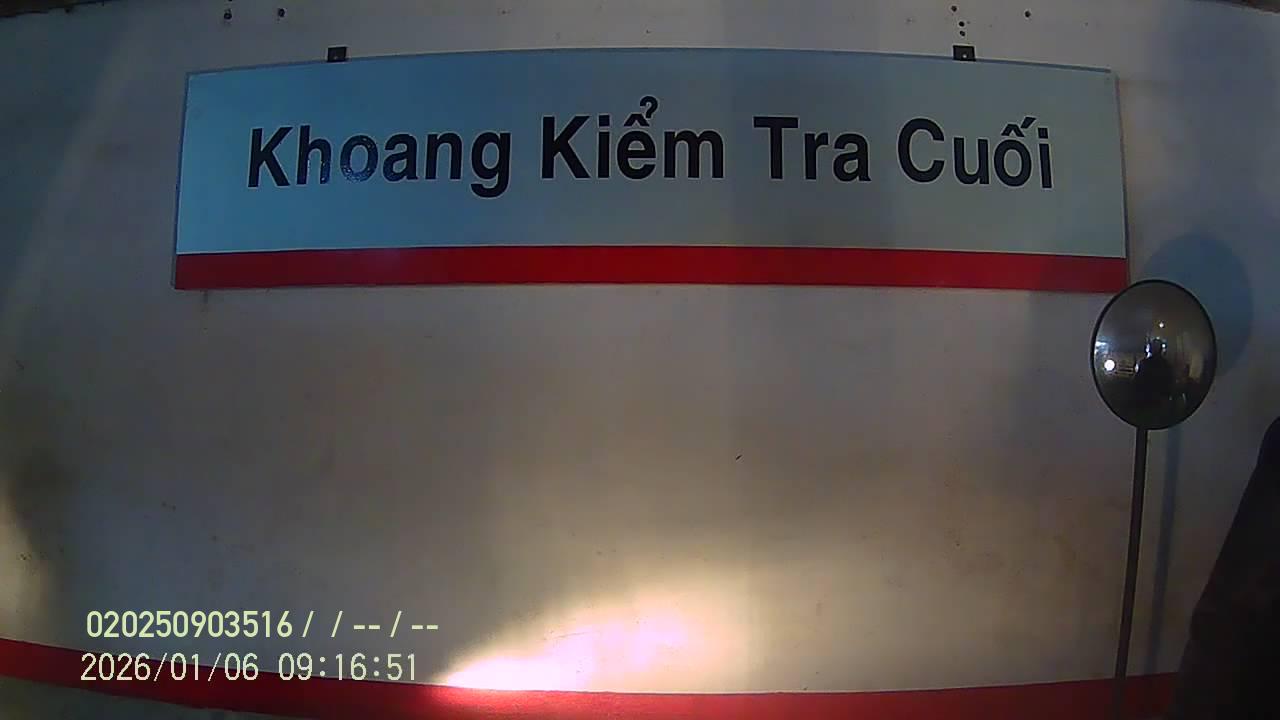 Khoang Kiểm Tra Cuối
020250903516 /  / -- / --
2026/01/06 09:16:51